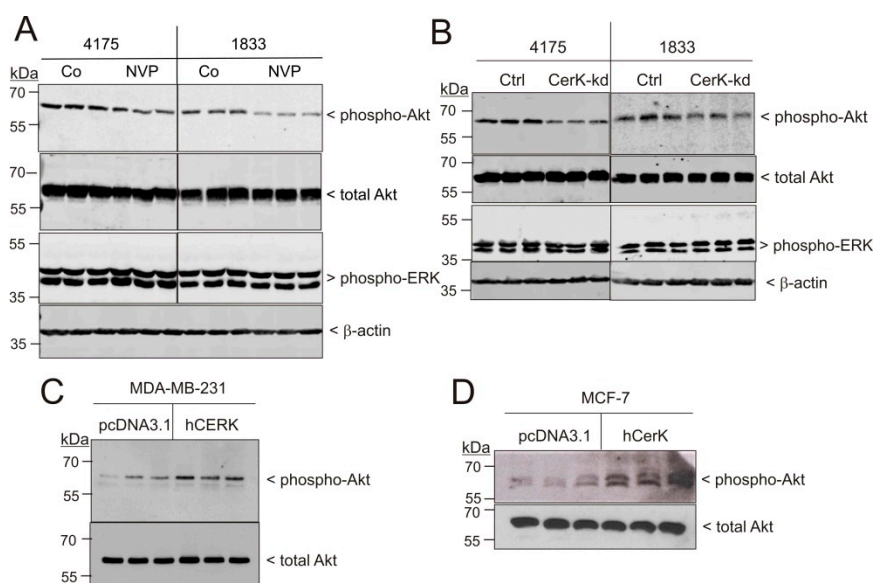 A
4175 1833
kDa Co NVP Co NVP
70
55
< phospho-Akt
70
55
< total Akt
55
35
> phospho-ERK
35
< β-actin
B
4175 1833
kDa Ctrl CerK-kd Ctrl CerK-kd
70
55
< phospho-Akt
70
55
< total Akt
55
35
> phospho-ERK
35
< β-actin
C
MDA-MB-231
kDa pcDNA3.1 hCERK
70
55
< phospho-Akt
70
55
< total Akt
D
MCF-7
kDa pcDNA3.1 hCerK
70
55
< phospho-Akt
70
55
< total Akt